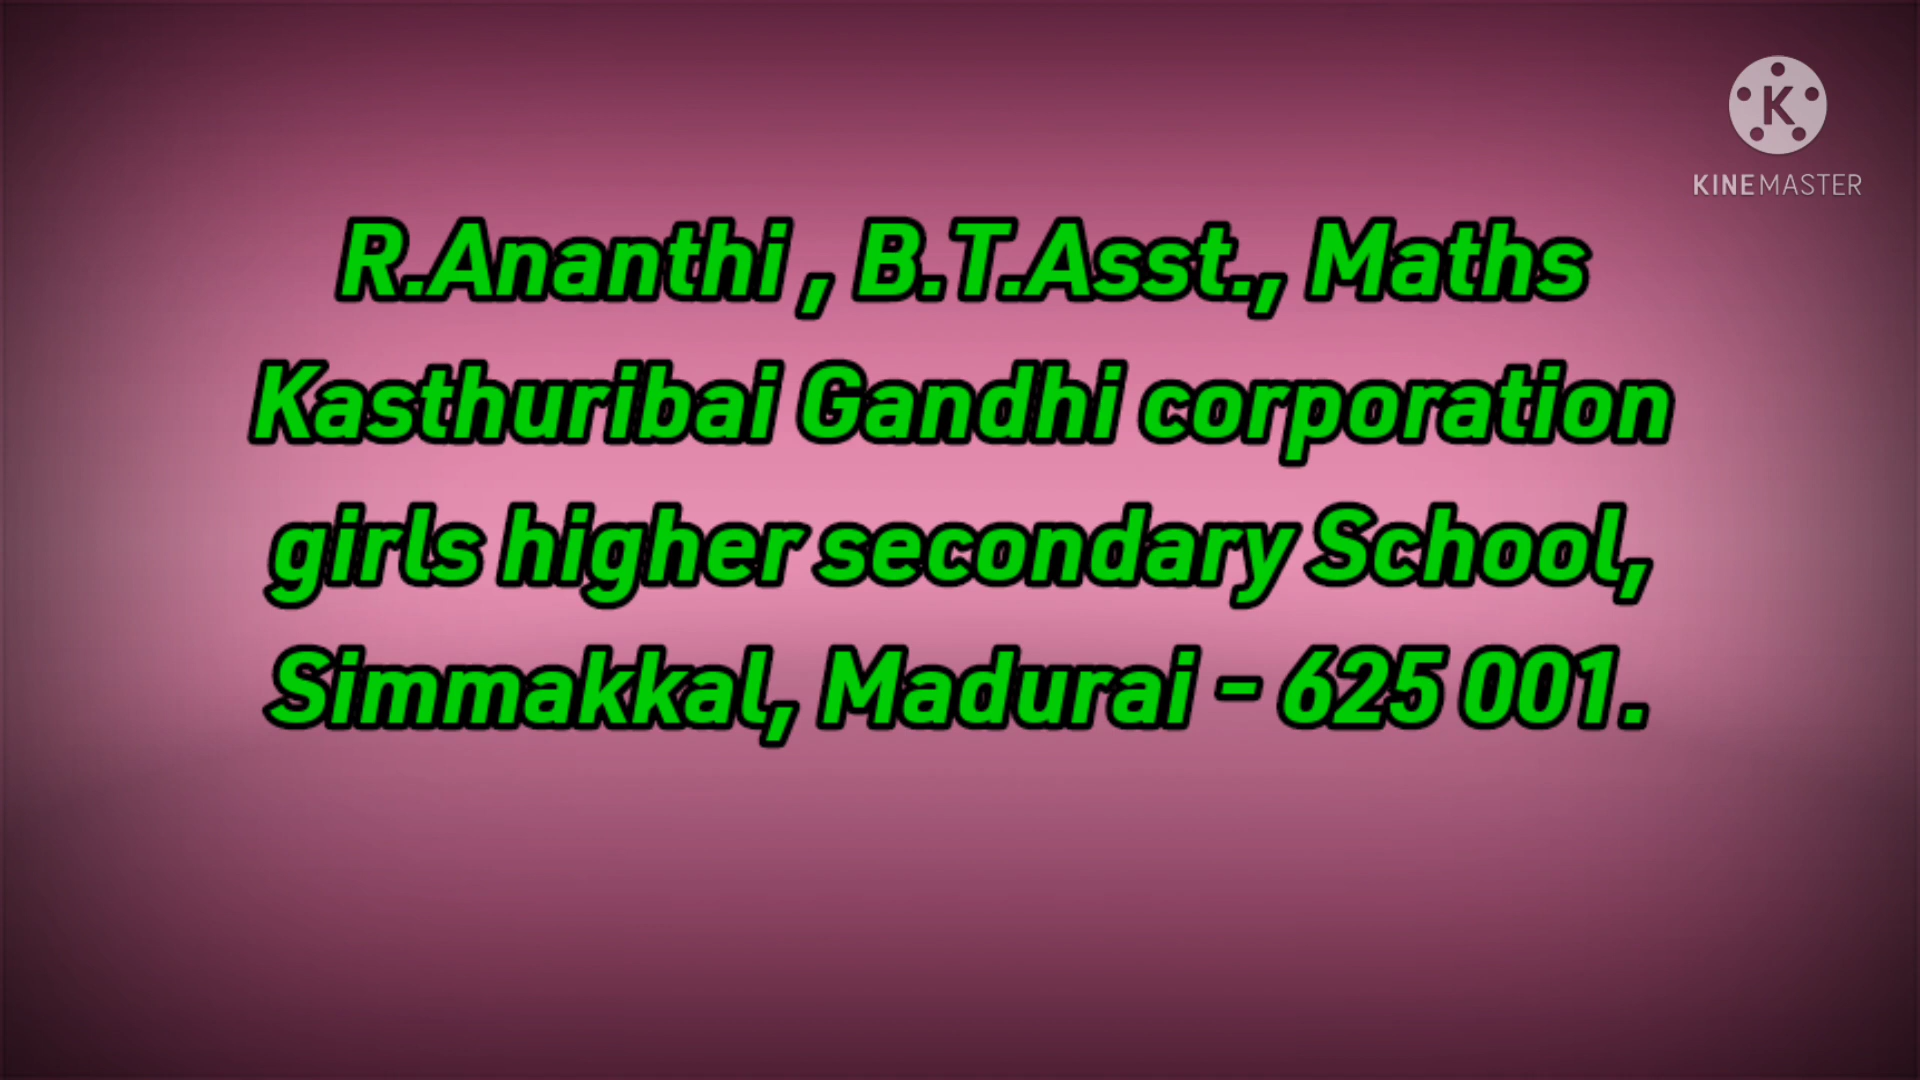 K
KINEMASTER
R.Ananthi , B.T.Asst., Maths
Kasthuribai Gandhi corporation
girls higher secondary School,
Simmakkal, Madurai - 625 001.